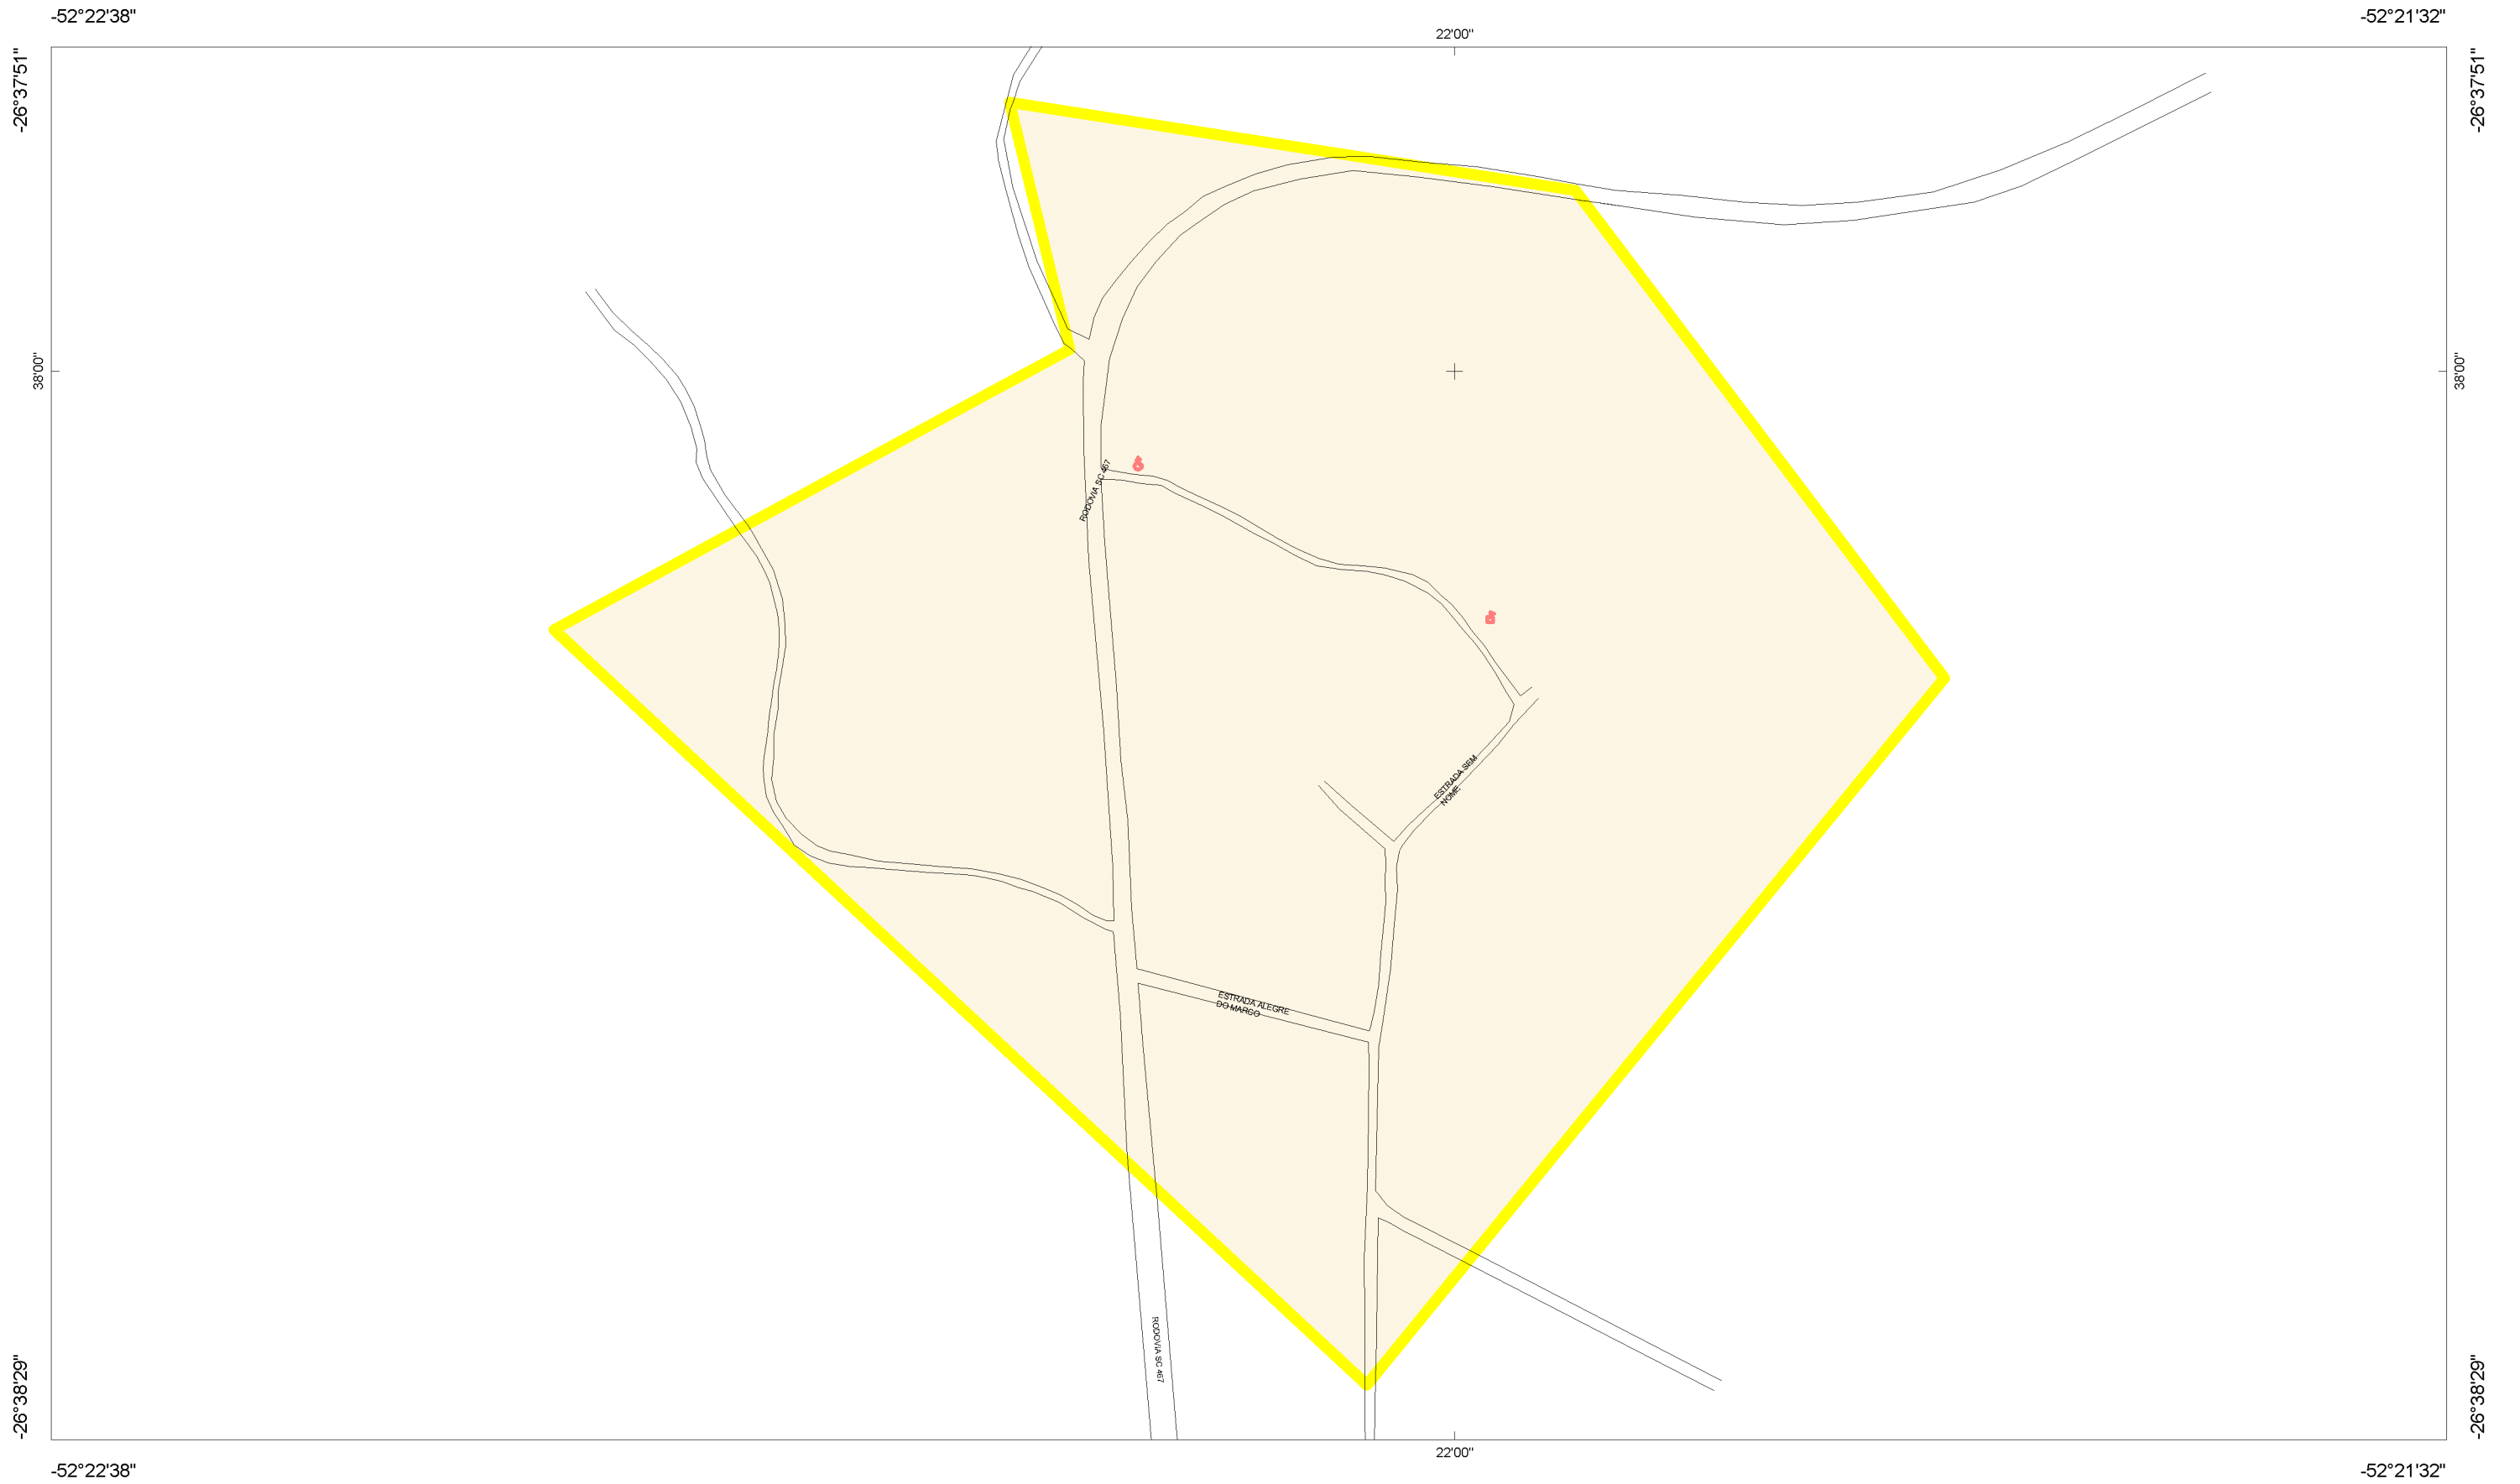 -52°22'38"
-52°21'32"
22'00"
-26°37'51"
-26°37'51"
38'00"
38'00"
RODOVIA SC 467
ESTRADA SEM
NOME
ESTRADA ALEGRE
DO MARCO
RODOVIA SC 467
-26°38'29"
-26°38'29"
22'00"
-52°22'38"
-52°21'32"